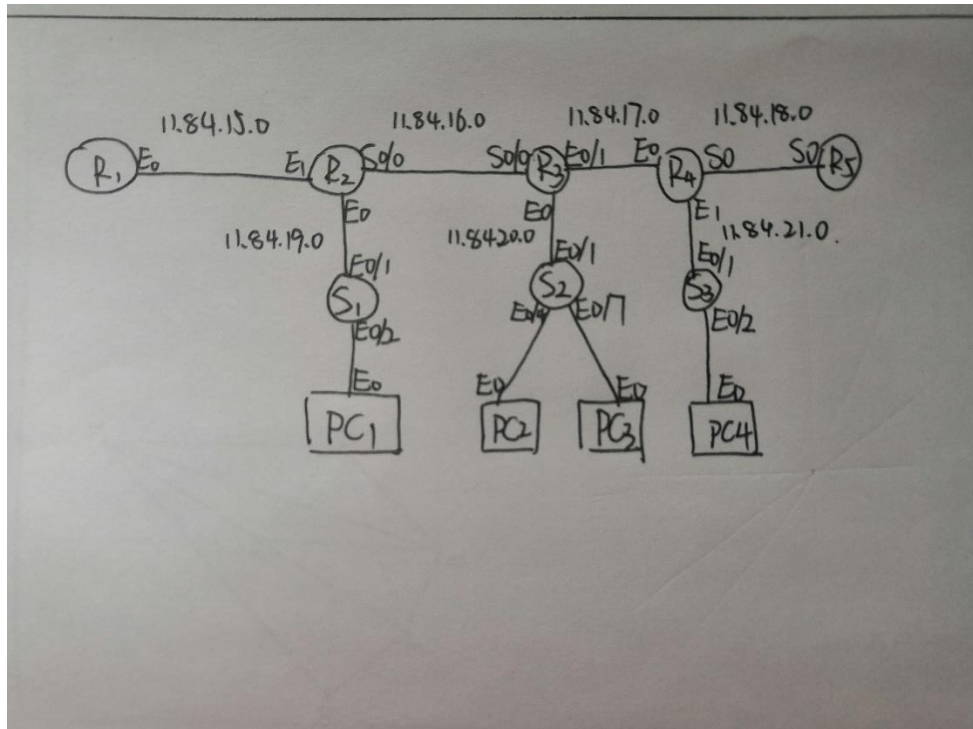 11.84.15.0 11.84.16.0 11.84.17.0 11.84.18.0
R1 E0 E1 R2 S0/0 S0/0 R3 E0/1 E0 R4 S0 S0 R5
E0 E0 E1
11.84.19.0 11.8420.0 11.84.21.0.
E0/1 E0/1 E0/1
S1 S2 S3
E0/2 E0/7 E0/2
E0 E0 E0 E0
PC1 PC2 PC3 PC4